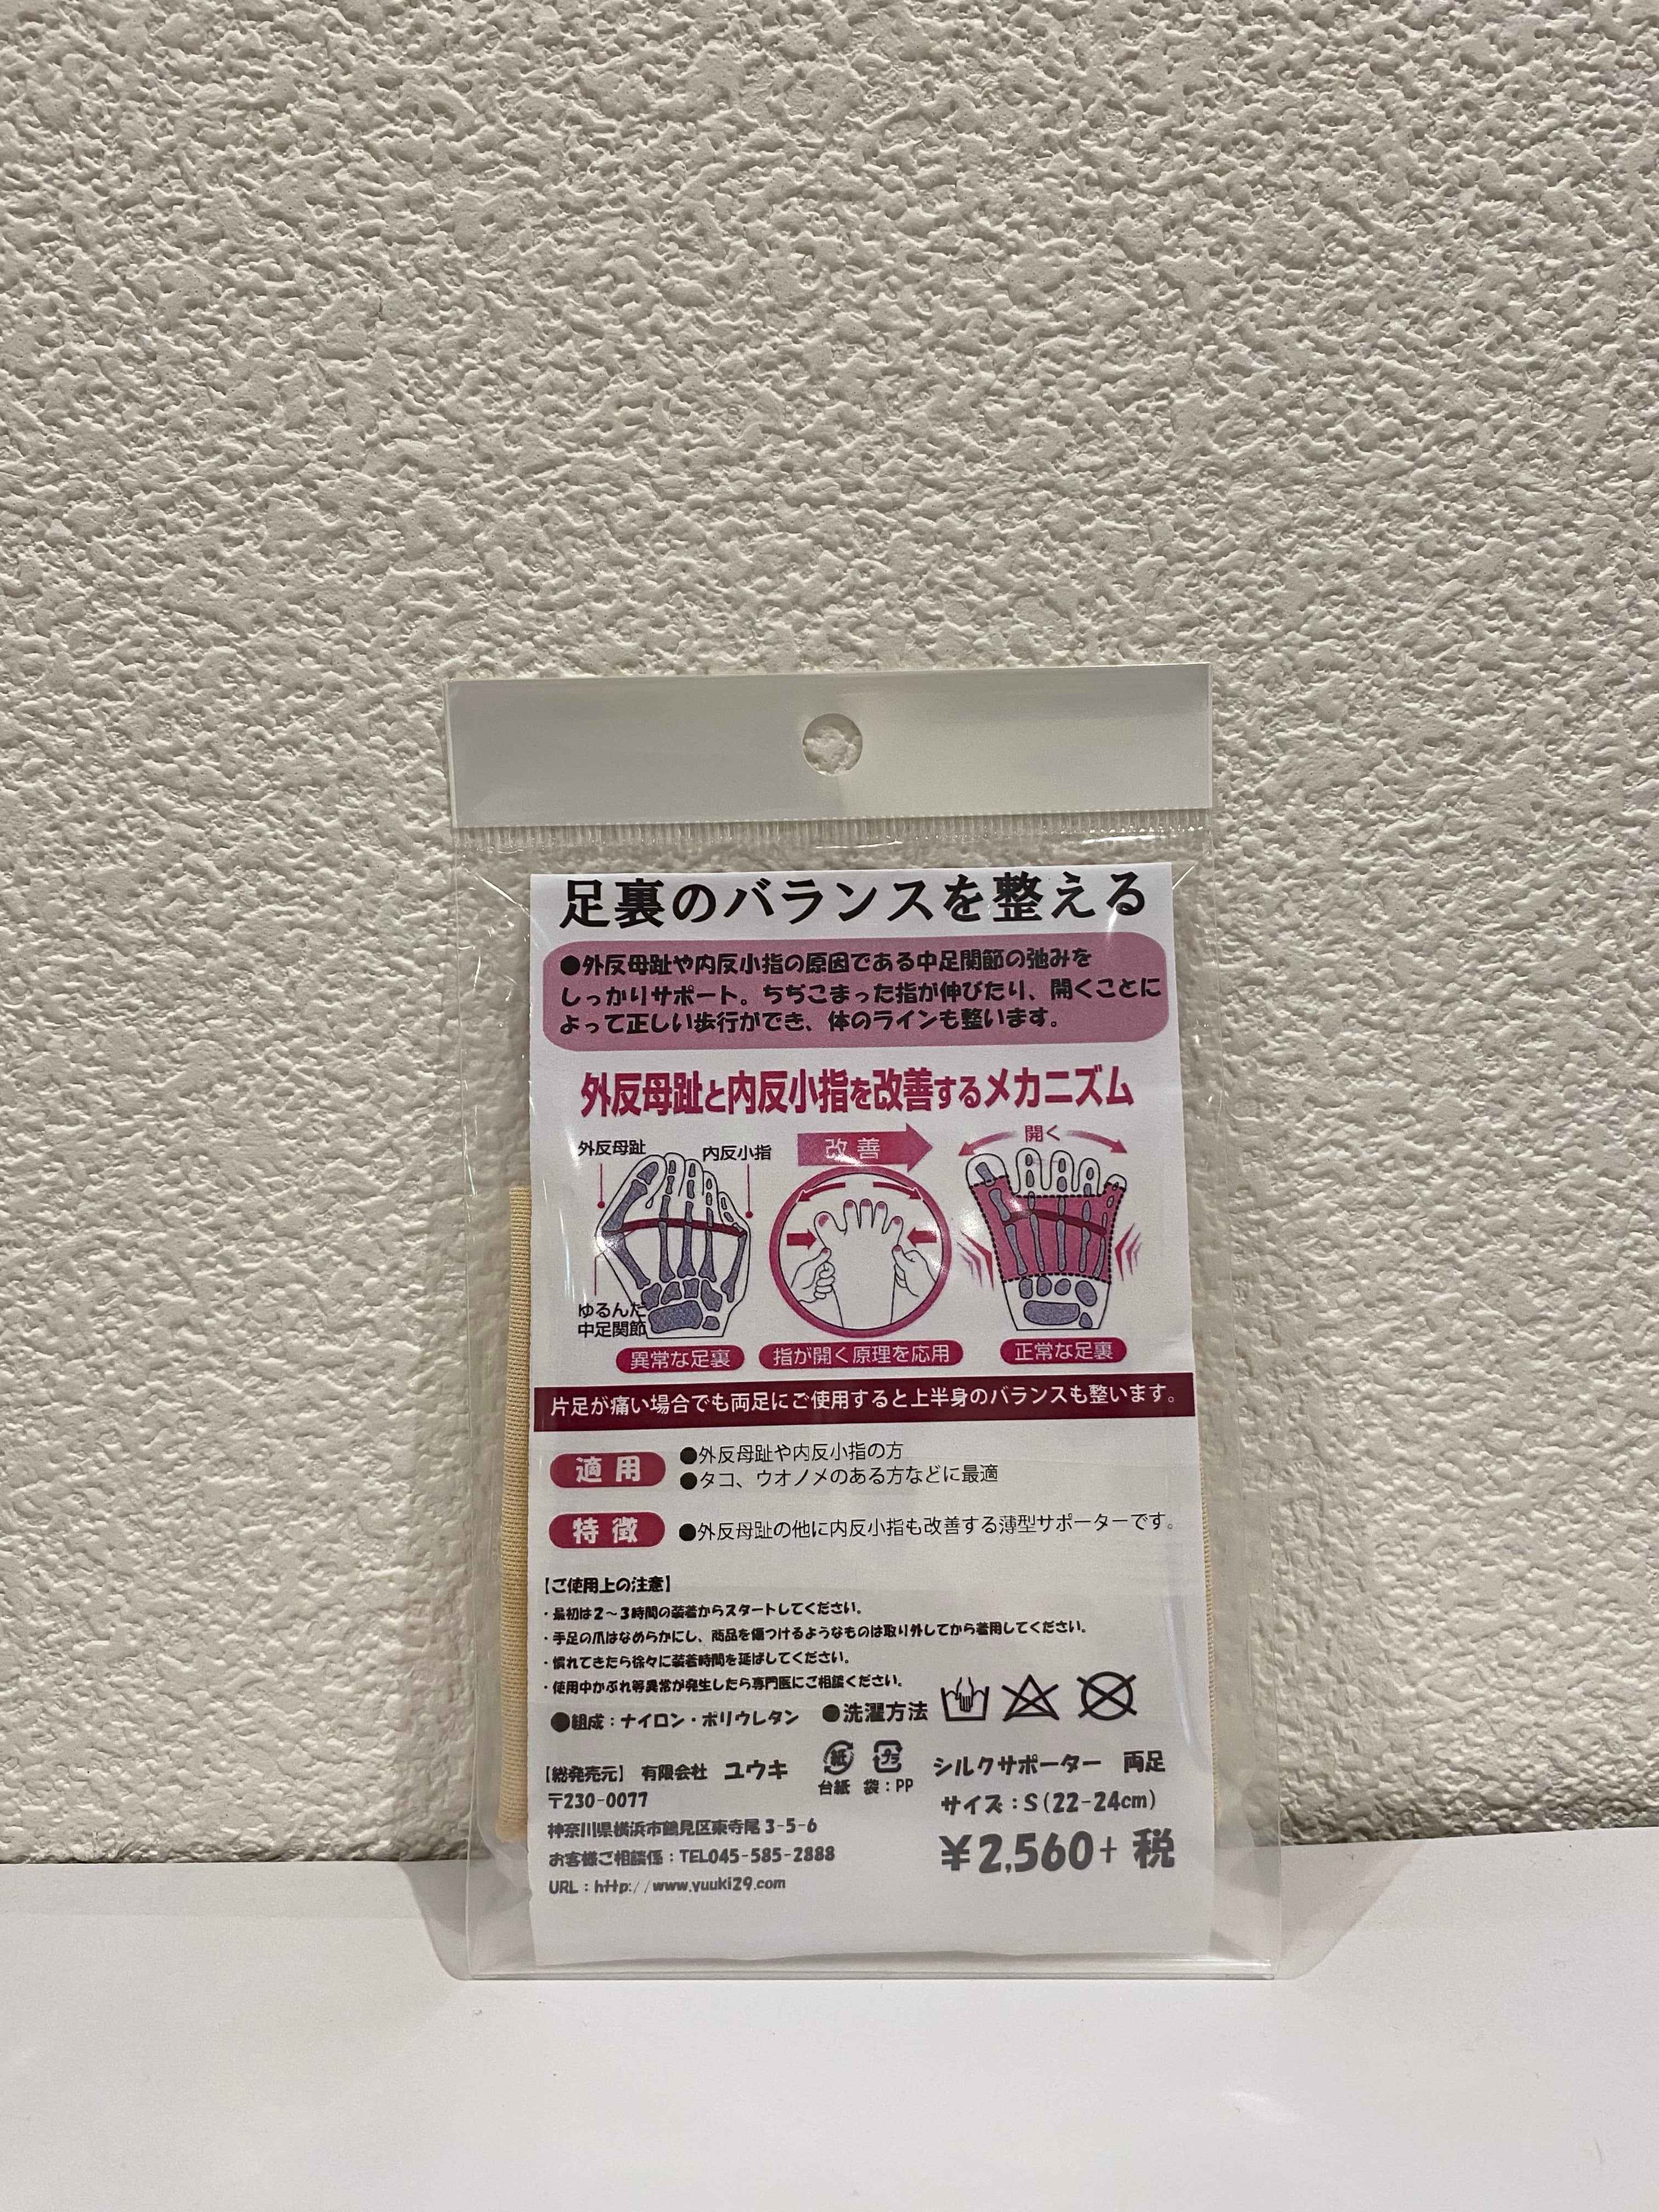 足裏のバランスを整える
●外反母趾や内反小指の原因である中足関節の弛みを
しっかりサポート。ちぢこまった指が伸びたり、開くことに
よって正しい歩行ができ、体のラインも整います。
外反母趾と内反小指を改善するメカニズム
外反母趾
内反小指
改善
開く
ゆるんだ
中足関節
異常な足裏
指が開く原理を応用
正常な足裏
片足が痛い場合でも両足にご使用すると上半身のバランスも整います。
適用
●外反母趾や内反小指の方
●タコ、ウオノメのある方などに最適
特徴
●外反母趾の他に内反小指も改善する薄型サポーターです。
【ご使用上の注意】
・最初は2～3時間の装着からスタートしてください。
・手足の爪はなめらかにし、商品を傷つけるようなものは取り外してから着用してください。
・慣れてきたら徐々に装着時間を延ばしてください。
・使用中かぶれ等異常が発生したら専門医にご相談ください。
●組成：ナイロン・ポリウレタン
●洗濯方法
【総発売元】 有限会社 ユウキ
〒230-0077
神奈川県横浜市鶴見区東寺尾 3-5-6
お客様ご相談係：TEL045-585-2888
URL：http://www.yuuki29.com
紙
プラ
台紙 袋：PP
シルクサポーター 両足
サイズ：S(22-24cm)
￥2,560+ 税